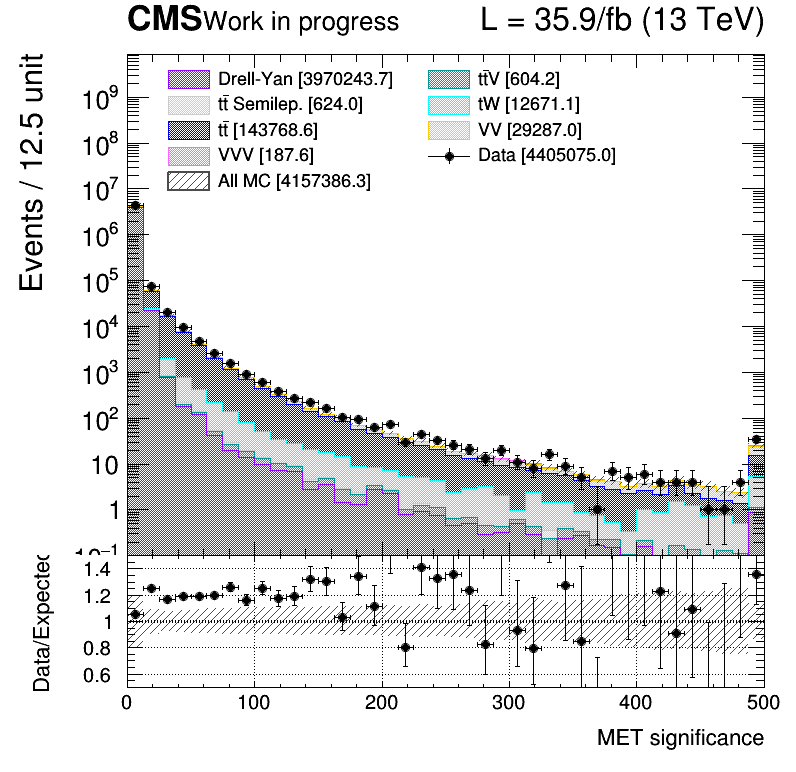 CMS Work in progress L = 35.9/fb (13 TeV)
Events / 12.5 unit
Drell-Yan [3970243.7]
tt̄ Semilep. [624.0]
tt̄ [143768.6]
VVV [187.6]
All MC [4157386.3]
tt̄V [604.2]
tW [12671.1]
VV [29287.0]
Data [4405075.0]
10⁹
10⁸
10⁷
10⁶
10⁵
10⁴
10³
10²
10
1
10⁻¹
Data/Expected
1.4
1.2
1
0.8
0.6
0 100 200 300 400 500
MET significance